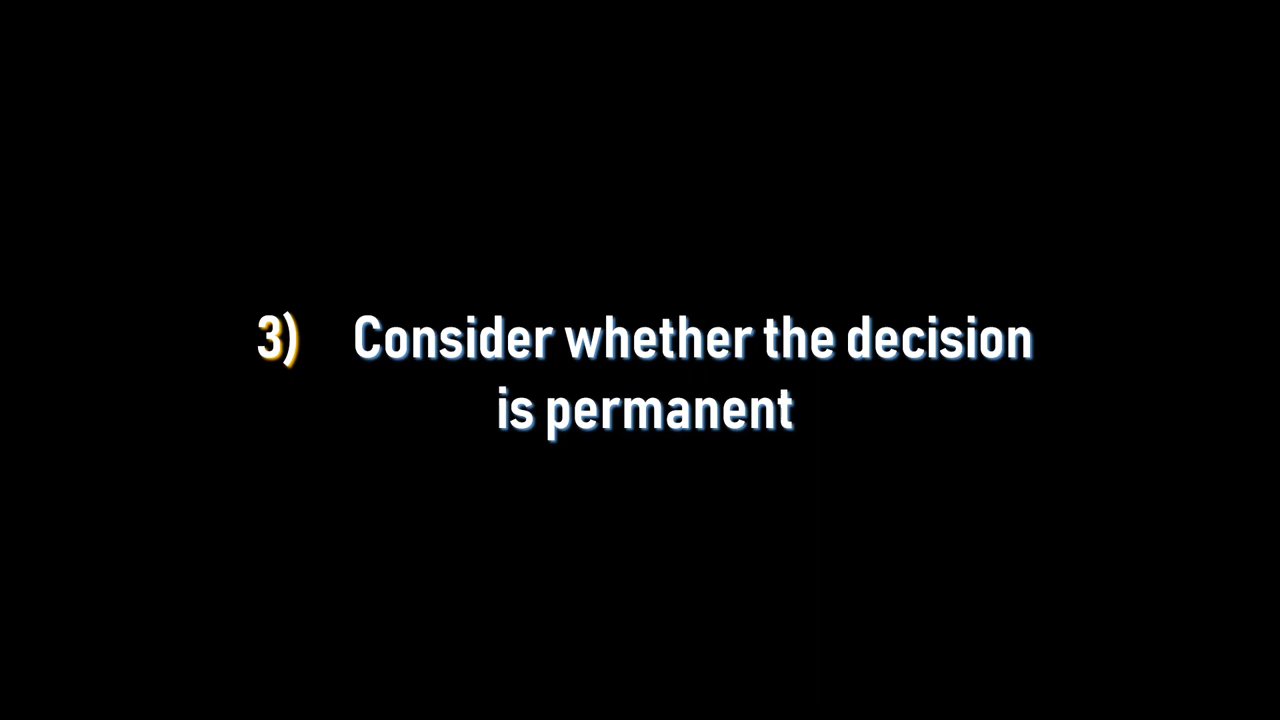 3) Consider whether the decision
is permanent